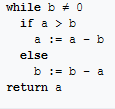 while b ≠ 0
  if a > b
    a := a - b
  else
    b := b - a
return a